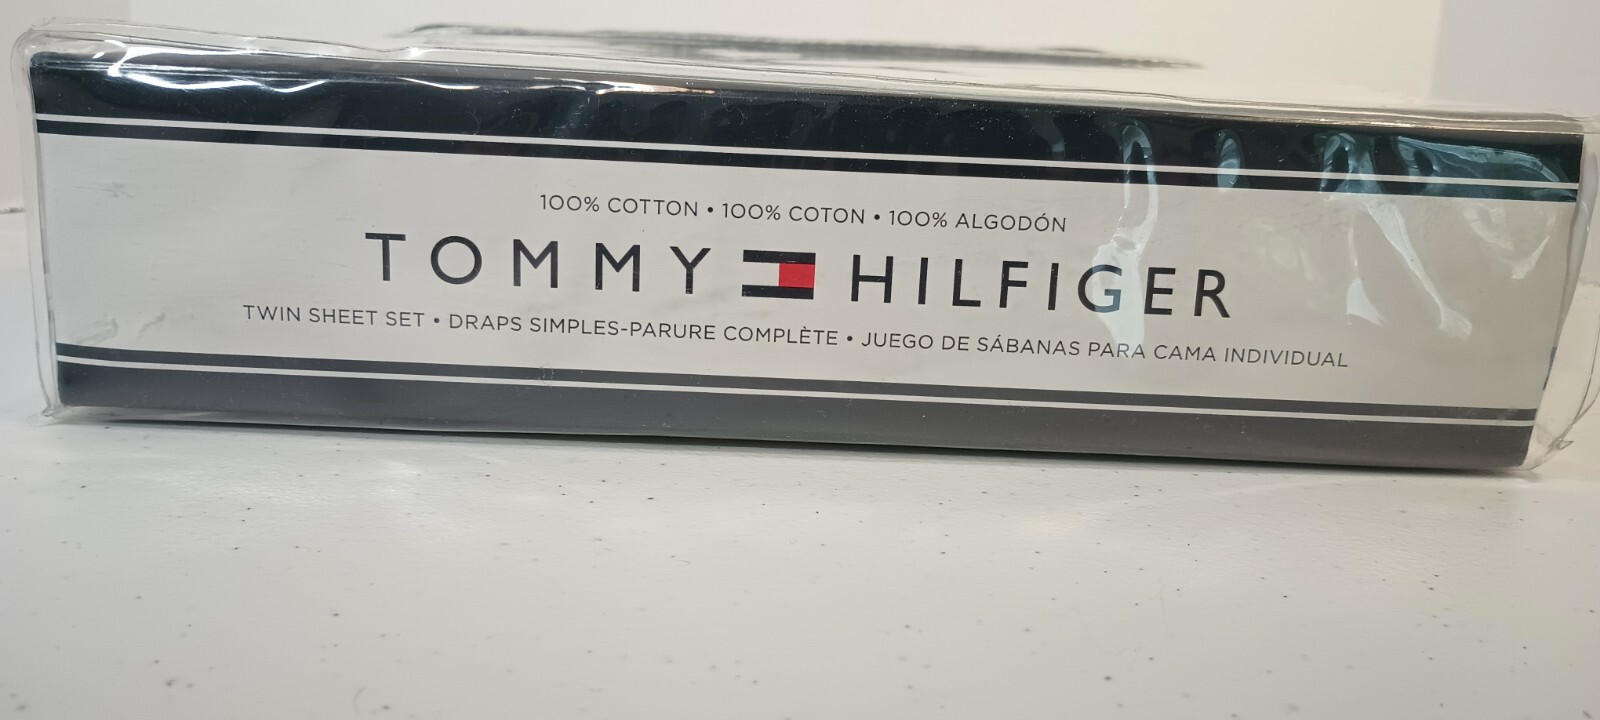 100% COTTON • 100% COTON • 100% ALGODÓN
TOMMY HILFIGER
TWIN SHEET SET • DRAPS SIMPLES-PARURE COMPLÈTE • JUEGO DE SÁBANAS PARA CAMA INDIVIDUAL